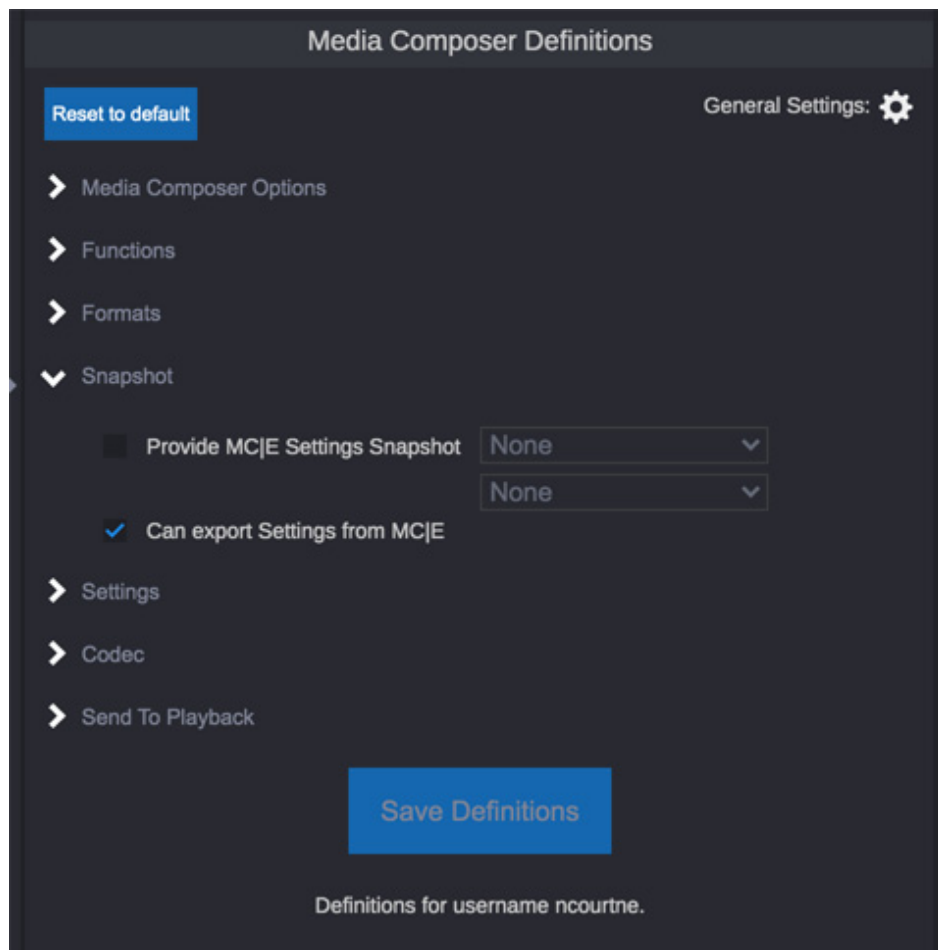 Media Composer Definitions
Reset to default
General Settings:
Media Composer Options
Functions
Formats
Snapshot
Provide MC|E Settings Snapshot None
None
Can export Settings from MC|E
Settings
Codec
Send To Playback
Save Definitions
Definitions for username ncourtne.